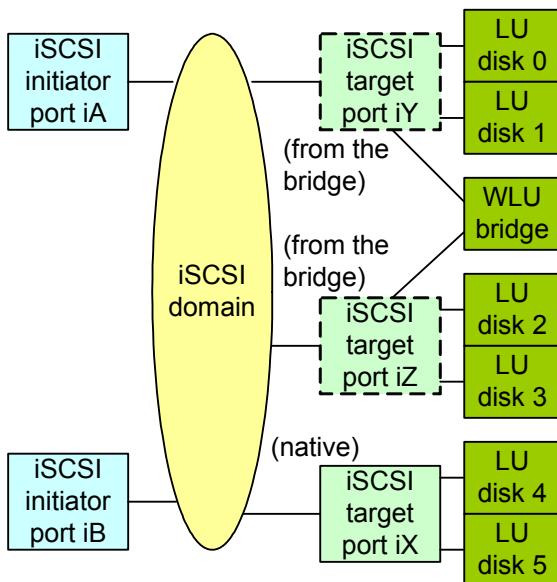 iSCSI
initiator
port iA
iSCSI
target
port iY
LU
disk 0
LU
disk 1
(from the
bridge)
WLU
bridge
(from the
bridge)
iSCSI
domain
iSCSI
target
port iZ
LU
disk 2
LU
disk 3
(native)
iSCSI
initiator
port iB
iSCSI
target
port iX
LU
disk 4
LU
disk 5